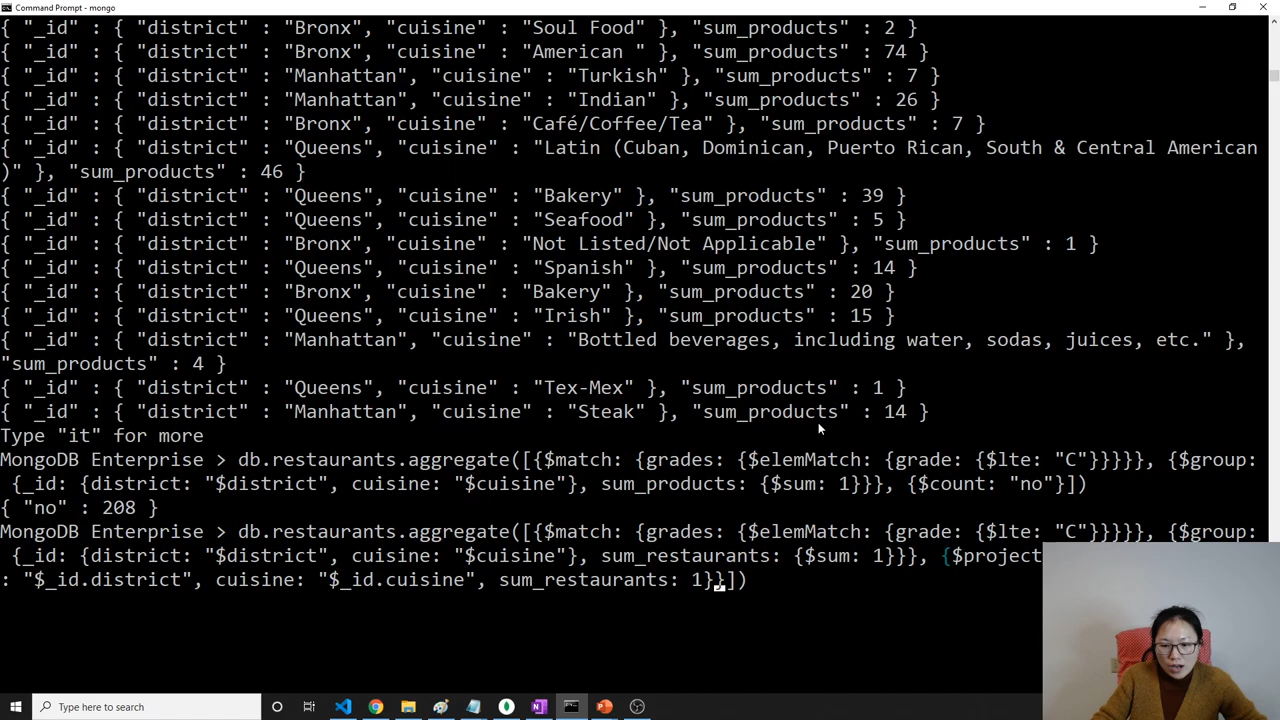 Command Prompt - mongo
{ "_id" : { "district" : "Bronx", "cuisine" : "Soul Food" }, "sum_products" : 2 }
{ "_id" : { "district" : "Bronx", "cuisine" : "American " }, "sum_products" : 74 }
{ "_id" : { "district" : "Manhattan", "cuisine" : "Turkish" }, "sum_products" : 7 }
{ "_id" : { "district" : "Manhattan", "cuisine" : "Indian" }, "sum_products" : 26 }
{ "_id" : { "district" : "Bronx", "cuisine" : "Café/Coffee/Tea" }, "sum_products" : 7 }
{ "_id" : { "district" : "Queens", "cuisine" : "Latin (Cuban, Dominican, Puerto Rican, South & Central American
)" }, "sum_products" : 46 }
{ "_id" : { "district" : "Queens", "cuisine" : "Bakery" }, "sum_products" : 39 }
{ "_id" : { "district" : "Queens", "cuisine" : "Seafood" }, "sum_products" : 5 }
{ "_id" : { "district" : "Bronx", "cuisine" : "Not Listed/Not Applicable" }, "sum_products" : 1 }
{ "_id" : { "district" : "Queens", "cuisine" : "Spanish" }, "sum_products" : 14 }
{ "_id" : { "district" : "Bronx", "cuisine" : "Bakery" }, "sum_products" : 20 }
{ "_id" : { "district" : "Queens", "cuisine" : "Irish" }, "sum_products" : 15 }
{ "_id" : { "district" : "Manhattan", "cuisine" : "Bottled beverages, including water, sodas, juices, etc." },
"sum_products" : 4 }
{ "_id" : { "district" : "Queens", "cuisine" : "Tex-Mex" }, "sum_products" : 1 }
{ "_id" : { "district" : "Manhattan", "cuisine" : "Steak" }, "sum_products" : 14 }
Type "it" for more
MongoDB Enterprise > db.restaurants.aggregate([{$match: {grades: {$elemMatch: {grade: {$lte: "C"}}}}}, {$group:
{_id: {district: "$district", cuisine: "$cuisine"}, sum_products: {$sum: 1}}}, {$count: "no"}])
{ "no" : 208 }
MongoDB Enterprise > db.restaurants.aggregate([{$match: {grades: {$elemMatch: {grade: {$lte: "C"}}}}}, {$group:
{_id: {district: "$district", cuisine: "$cuisine"}, sum_restaurants: {$sum: 1}}}, {$project
: "$_id.district", cuisine: "$_id.cuisine", sum_restaurants: 1}}])
Type here to search